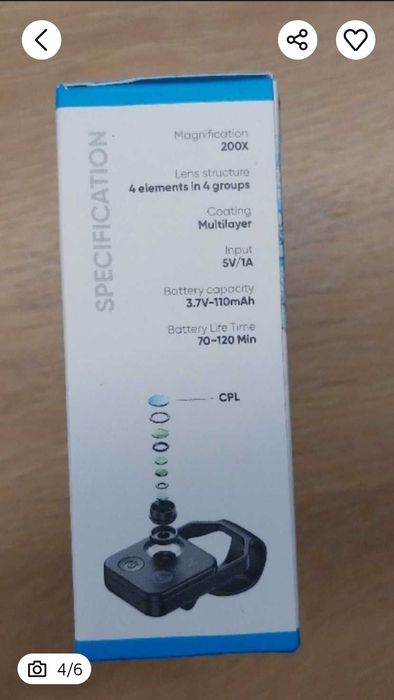 SPECIFICATION
Magnification
200X
Lens structure
4 elements in 4 groups
Coating
Multilayer
Input
5V/1A
Battery capacity
3.7V-110mAh
Battery Life Time
70~120 Min
CPL
4/6